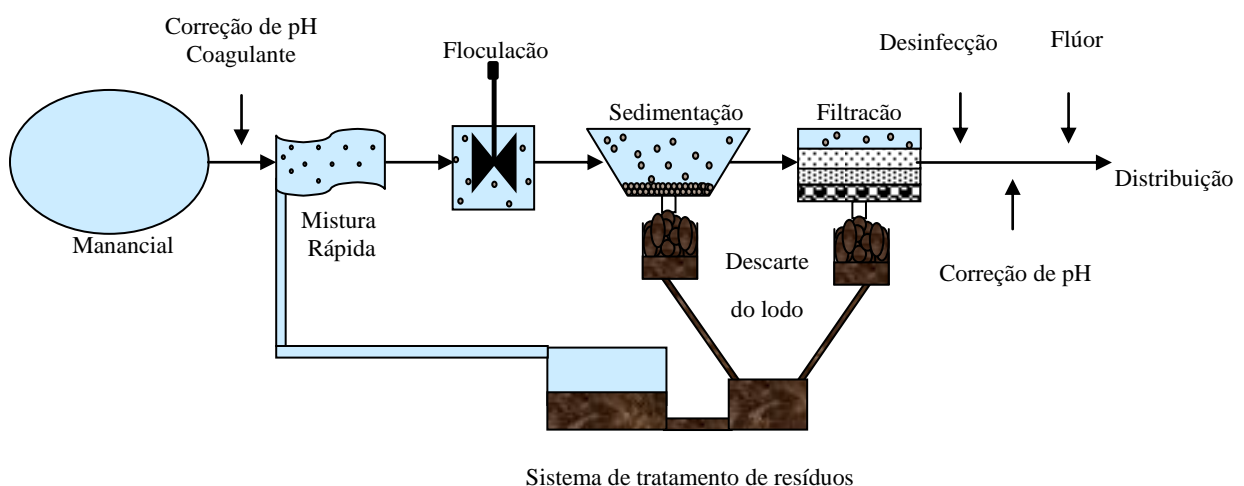 Correção de pH
Coagulante
Floculação
Sedimentação
Filtracão
Desinfecção
Flúor
Manancial
Mistura
Rápida
Descarte
do lodo
Correção de pH
Distribuição
Sistema de tratamento de resíduos